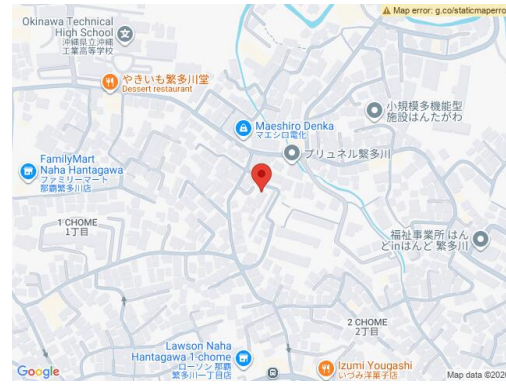 Map error: g.co/staticmaperro
Okinawa Technical
High School
沖縄県立沖縄
工業高等学校
やきいも繁多川堂
Dessert restaurant
小規模多機能型
施設はんたがわ
Maeshiro Denka
マエシロ電化
プリュネル繁多川
FamilyMart
Naha Hantagawa
ファミリーマート
那覇繁多川店
1 CHOME
1丁目
福祉事業所 はん
どinはんど 繁多川
2 CHOME
2丁目
Lawson Naha
Hantagawa 1-chome
ローソン 那覇
繁多川一丁目店
Izumi Yougashi
いづみ洋菓子店
Google
Map data ©2026